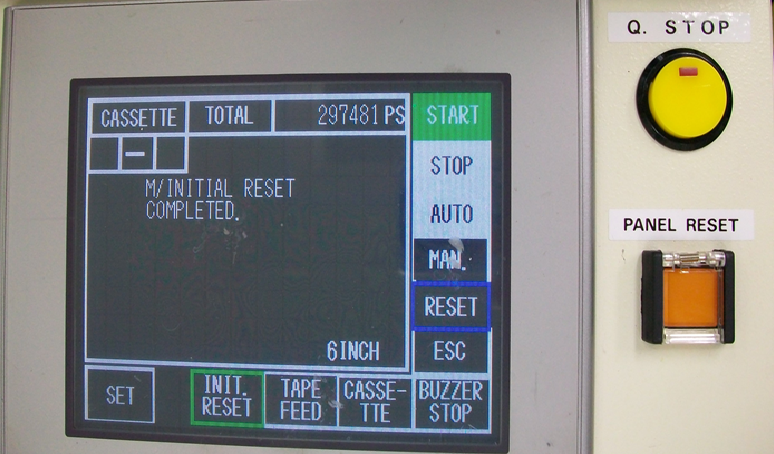 Q. STOP
CASSETTE TOTAL 297481 PS START
–
STOP
M/INITIAL RESET
COMPLETED.
AUTO
PANEL RESET
MAN.
RESET
6INCH
ESC
SET
INIT.
RESET
TAPE
FEED
CASSE-
TTE
BUZZER
STOP